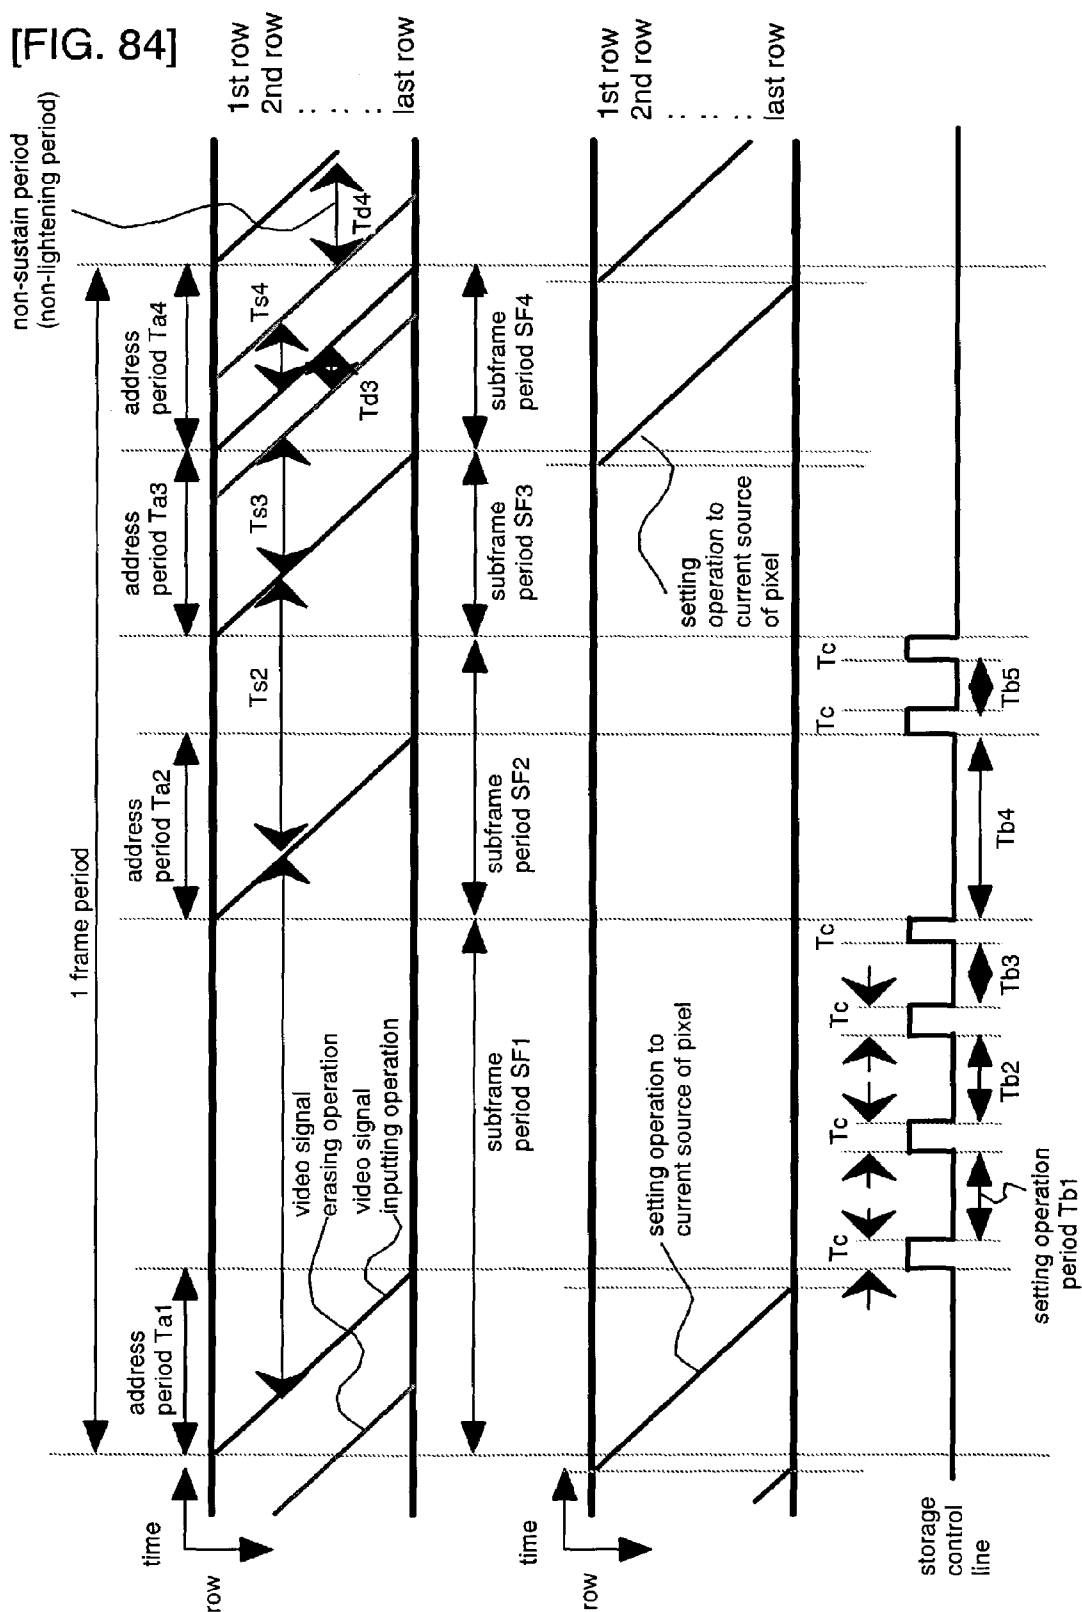 [FIG. 84]
non-sustain period
(non-lightening period)
1 frame period
address
period Ta1
address
period Ta2
address
period Ta3
address
period Ta4
time
row
1st row
2nd row
last row
video signal
erasing operation
video signal
inputting operation
Ts2
Ts3
Ts4
Td3
Td4
subframe
period SF1
subframe
period SF2
subframe
period SF3
subframe
period SF4
time
row
1st row
2nd row
last row
setting operation to
current source of pixel
setting
operation to
current source
of pixel
storage
control
line
Tc
Tc
Tc
Tc
Tc
Tc
setting operation
period Tb1
Tb2
Tb3
Tb4
Tb5